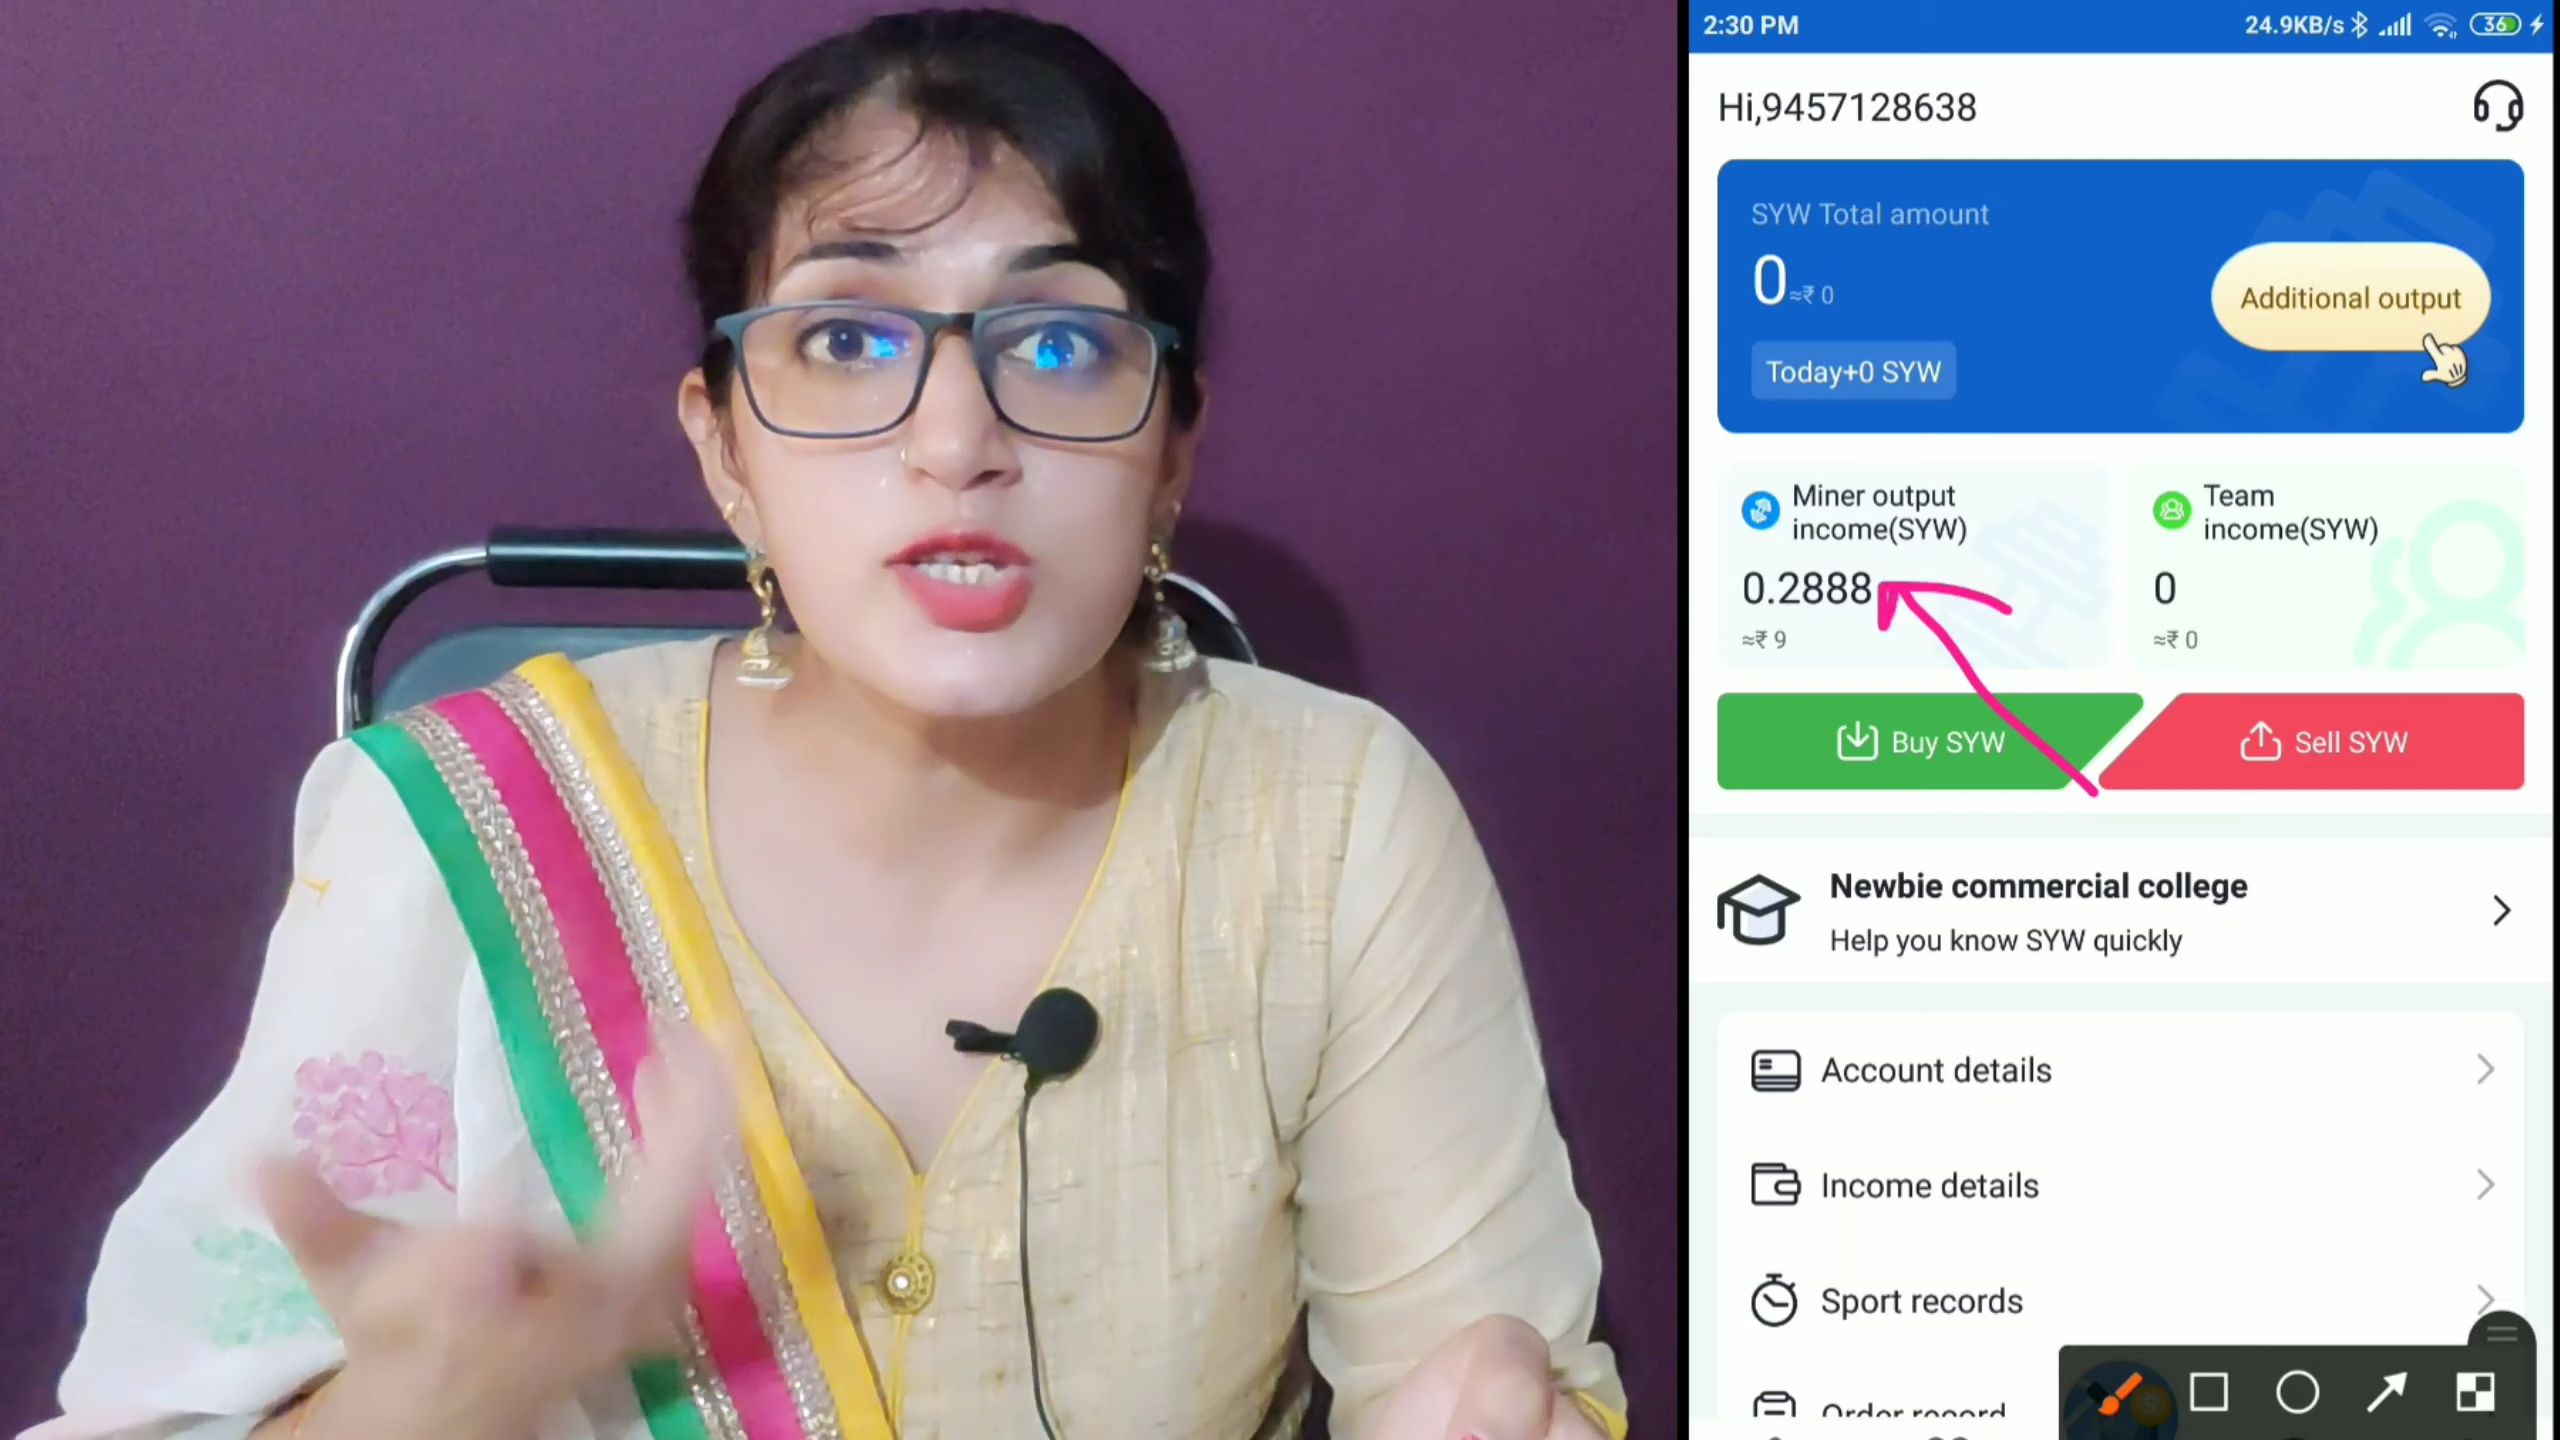 2:30 PM
24.9KB/s
36
Hi,9457128638
SYW Total amount
0≈₹ 0
Additional output
Today+0 SYW
Miner output
income(SYW)
0.2888
≈₹ 9
Team
income(SYW)
0
≈₹ 0
Buy SYW
Sell SYW
Newbie commercial college
Help you know SYW quickly
Account details
Income details
Sport records
Order record